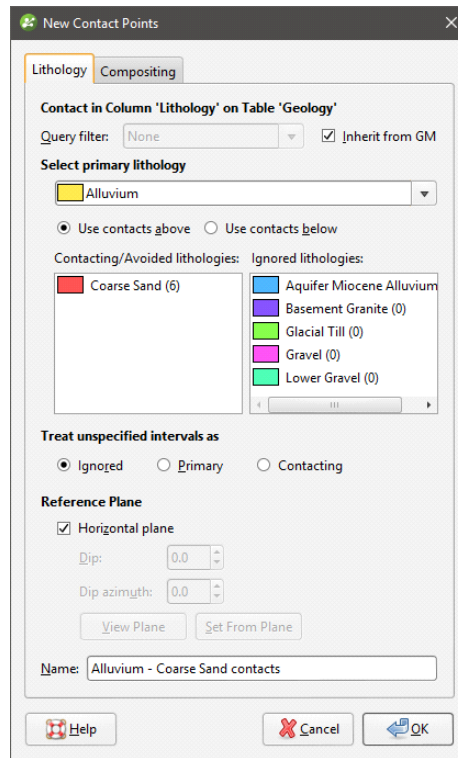 New Contact Points
Lithology Compositing
Contact in Column 'Lithology' on Table 'Geology'
Query filter: None Inherit from GM
Select primary lithology
Alluvium
Use contacts above Use contacts below
Contacting/Avoided lithologies: Ignored lithologies:
Coarse Sand (6) Aquifer Miocene Alluvium
Basement Granite (0)
Glacial Till (0)
Gravel (0)
Lower Gravel (0)
Treat unspecified intervals as
Ignored Primary Contacting
Reference Plane
Horizontal plane
Dip: 0.0
Dip azimuth: 0.0
View Plane Set From Plane
Name: Alluvium - Coarse Sand contacts
Help Cancel OK